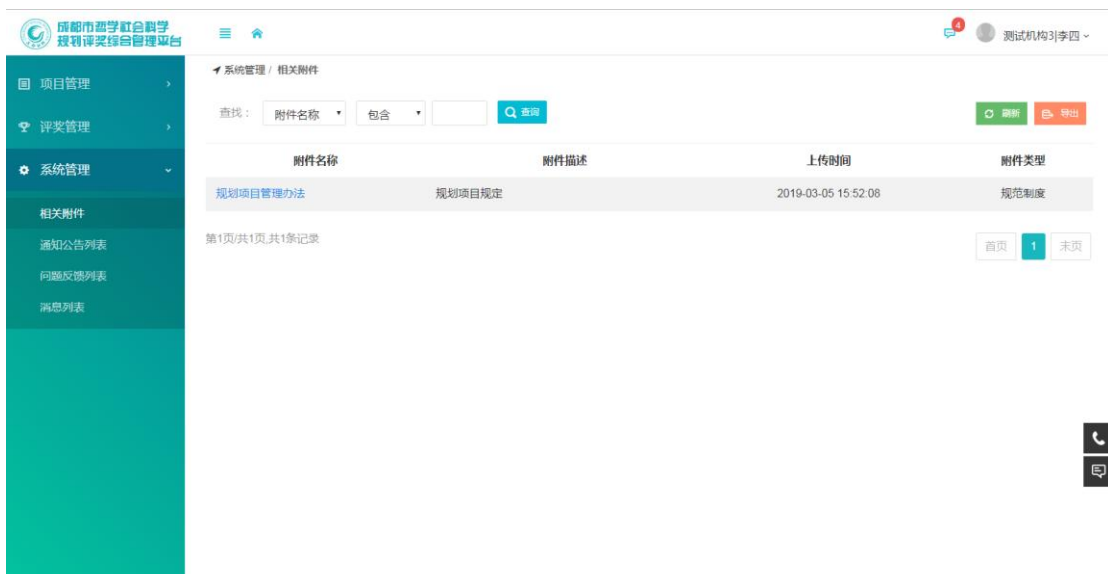 成都市哲学社会科学
规划评奖综合管理平台
4
测试机构3|李四
项目管理
评奖管理
系统管理
相关附件
通知公告列表
问题反馈列表
消息列表
系统管理 / 相关附件
查找： 附件名称 包含 查询 刷新 导出
附件名称 附件描述 上传时间 附件类型
规划项目管理办法 规划项目规定 2019-03-05 15:52:08 规范制度
第1页/共1页,共1条记录 首页 1 末页